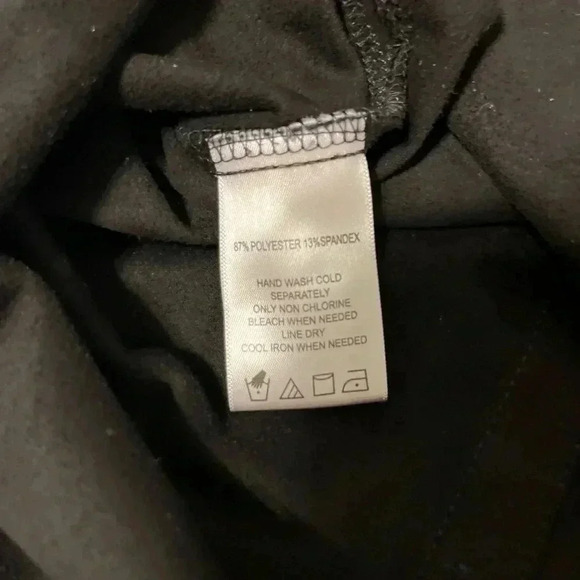 87% POLYESTER 13%SPANDEX
HAND WASH COLD
SEPARATELY
ONLY NON CHLORINE
BLEACH WHEN NEEDED
LINE DRY
COOL IRON WHEN NEEDED